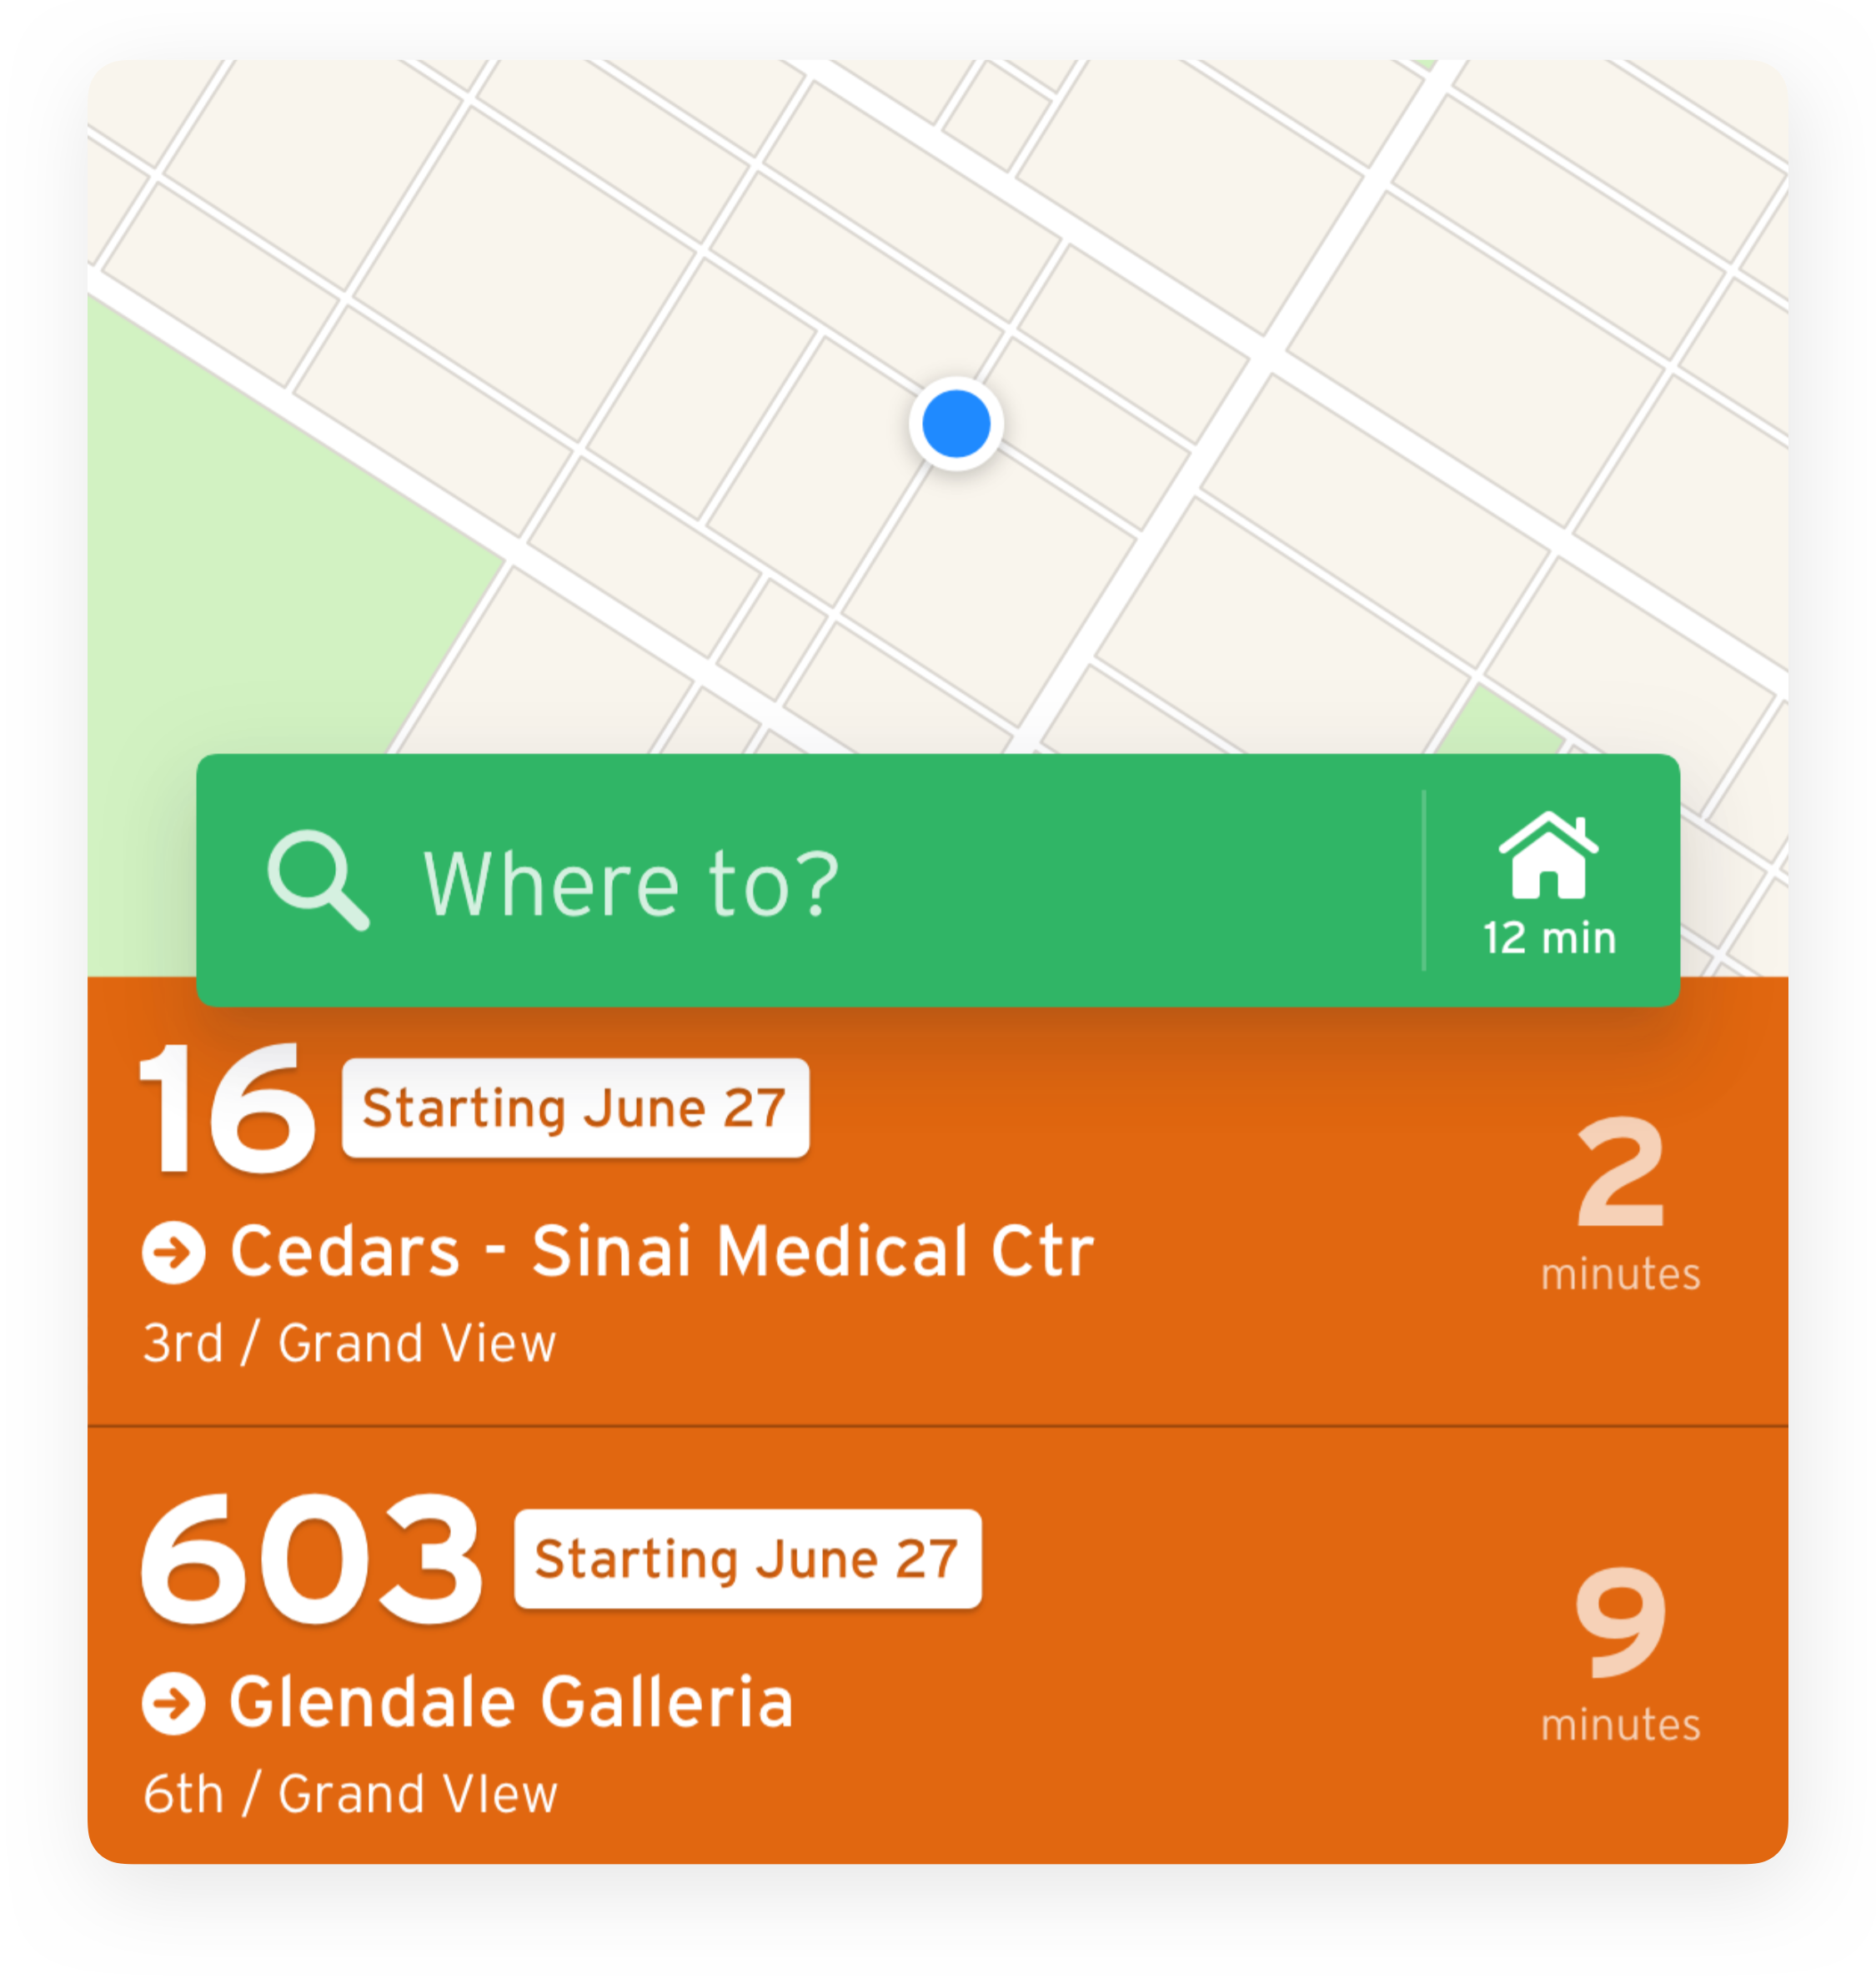 Where to?
12 min
16 Starting June 27
Cedars - Sinai Medical Ctr
3rd / Grand View
2
minutes
603 Starting June 27
Glendale Galleria
6th / Grand VIew
9
minutes